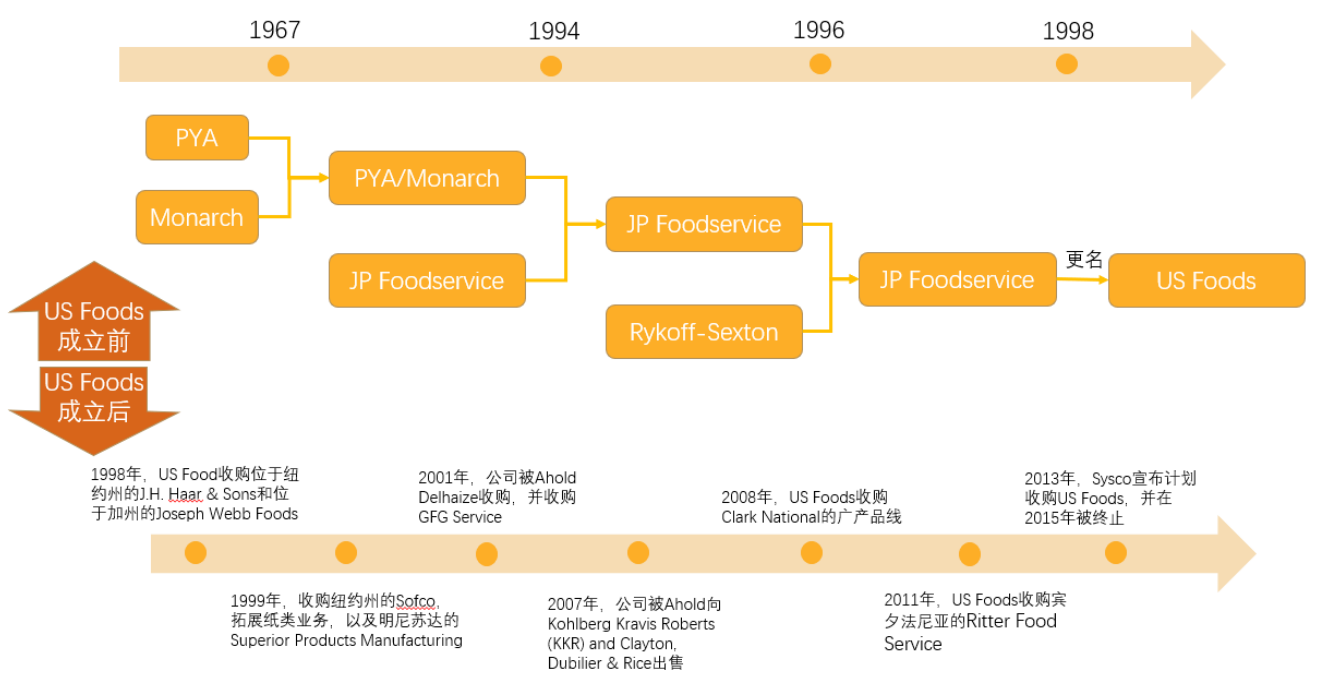 1967
1994
1996
1998
PYA
Monarch
PYA/Monarch
JP Foodservice
JP Foodservice
Rykoff-Sexton
JP Foodservice
更名
US Foods
US Foods
成立前
US Foods
成立后
1998年，US Food收购位于纽
约州的J.H. Haar & Sons和位
于加州的Joseph Webb Foods
2001年，公司被Ahold
Delhaize收购，并收购
GFG Service
2008年，US Foods收购
Clark National的广产品线
2013年，Sysco宣布计划
收购US Foods，并在
2015年被终止
1999年，收购纽约州的Sofco，
拓展纸类业务，以及明尼苏达的
Superior Products Manufacturing
2007年，公司被Ahold向
Kohlberg Kravis Roberts
(KKR) and Clayton,
Dubilier & Rice出售
2011年，US Foods收购宾
夕法尼亚的Ritter Food
Service